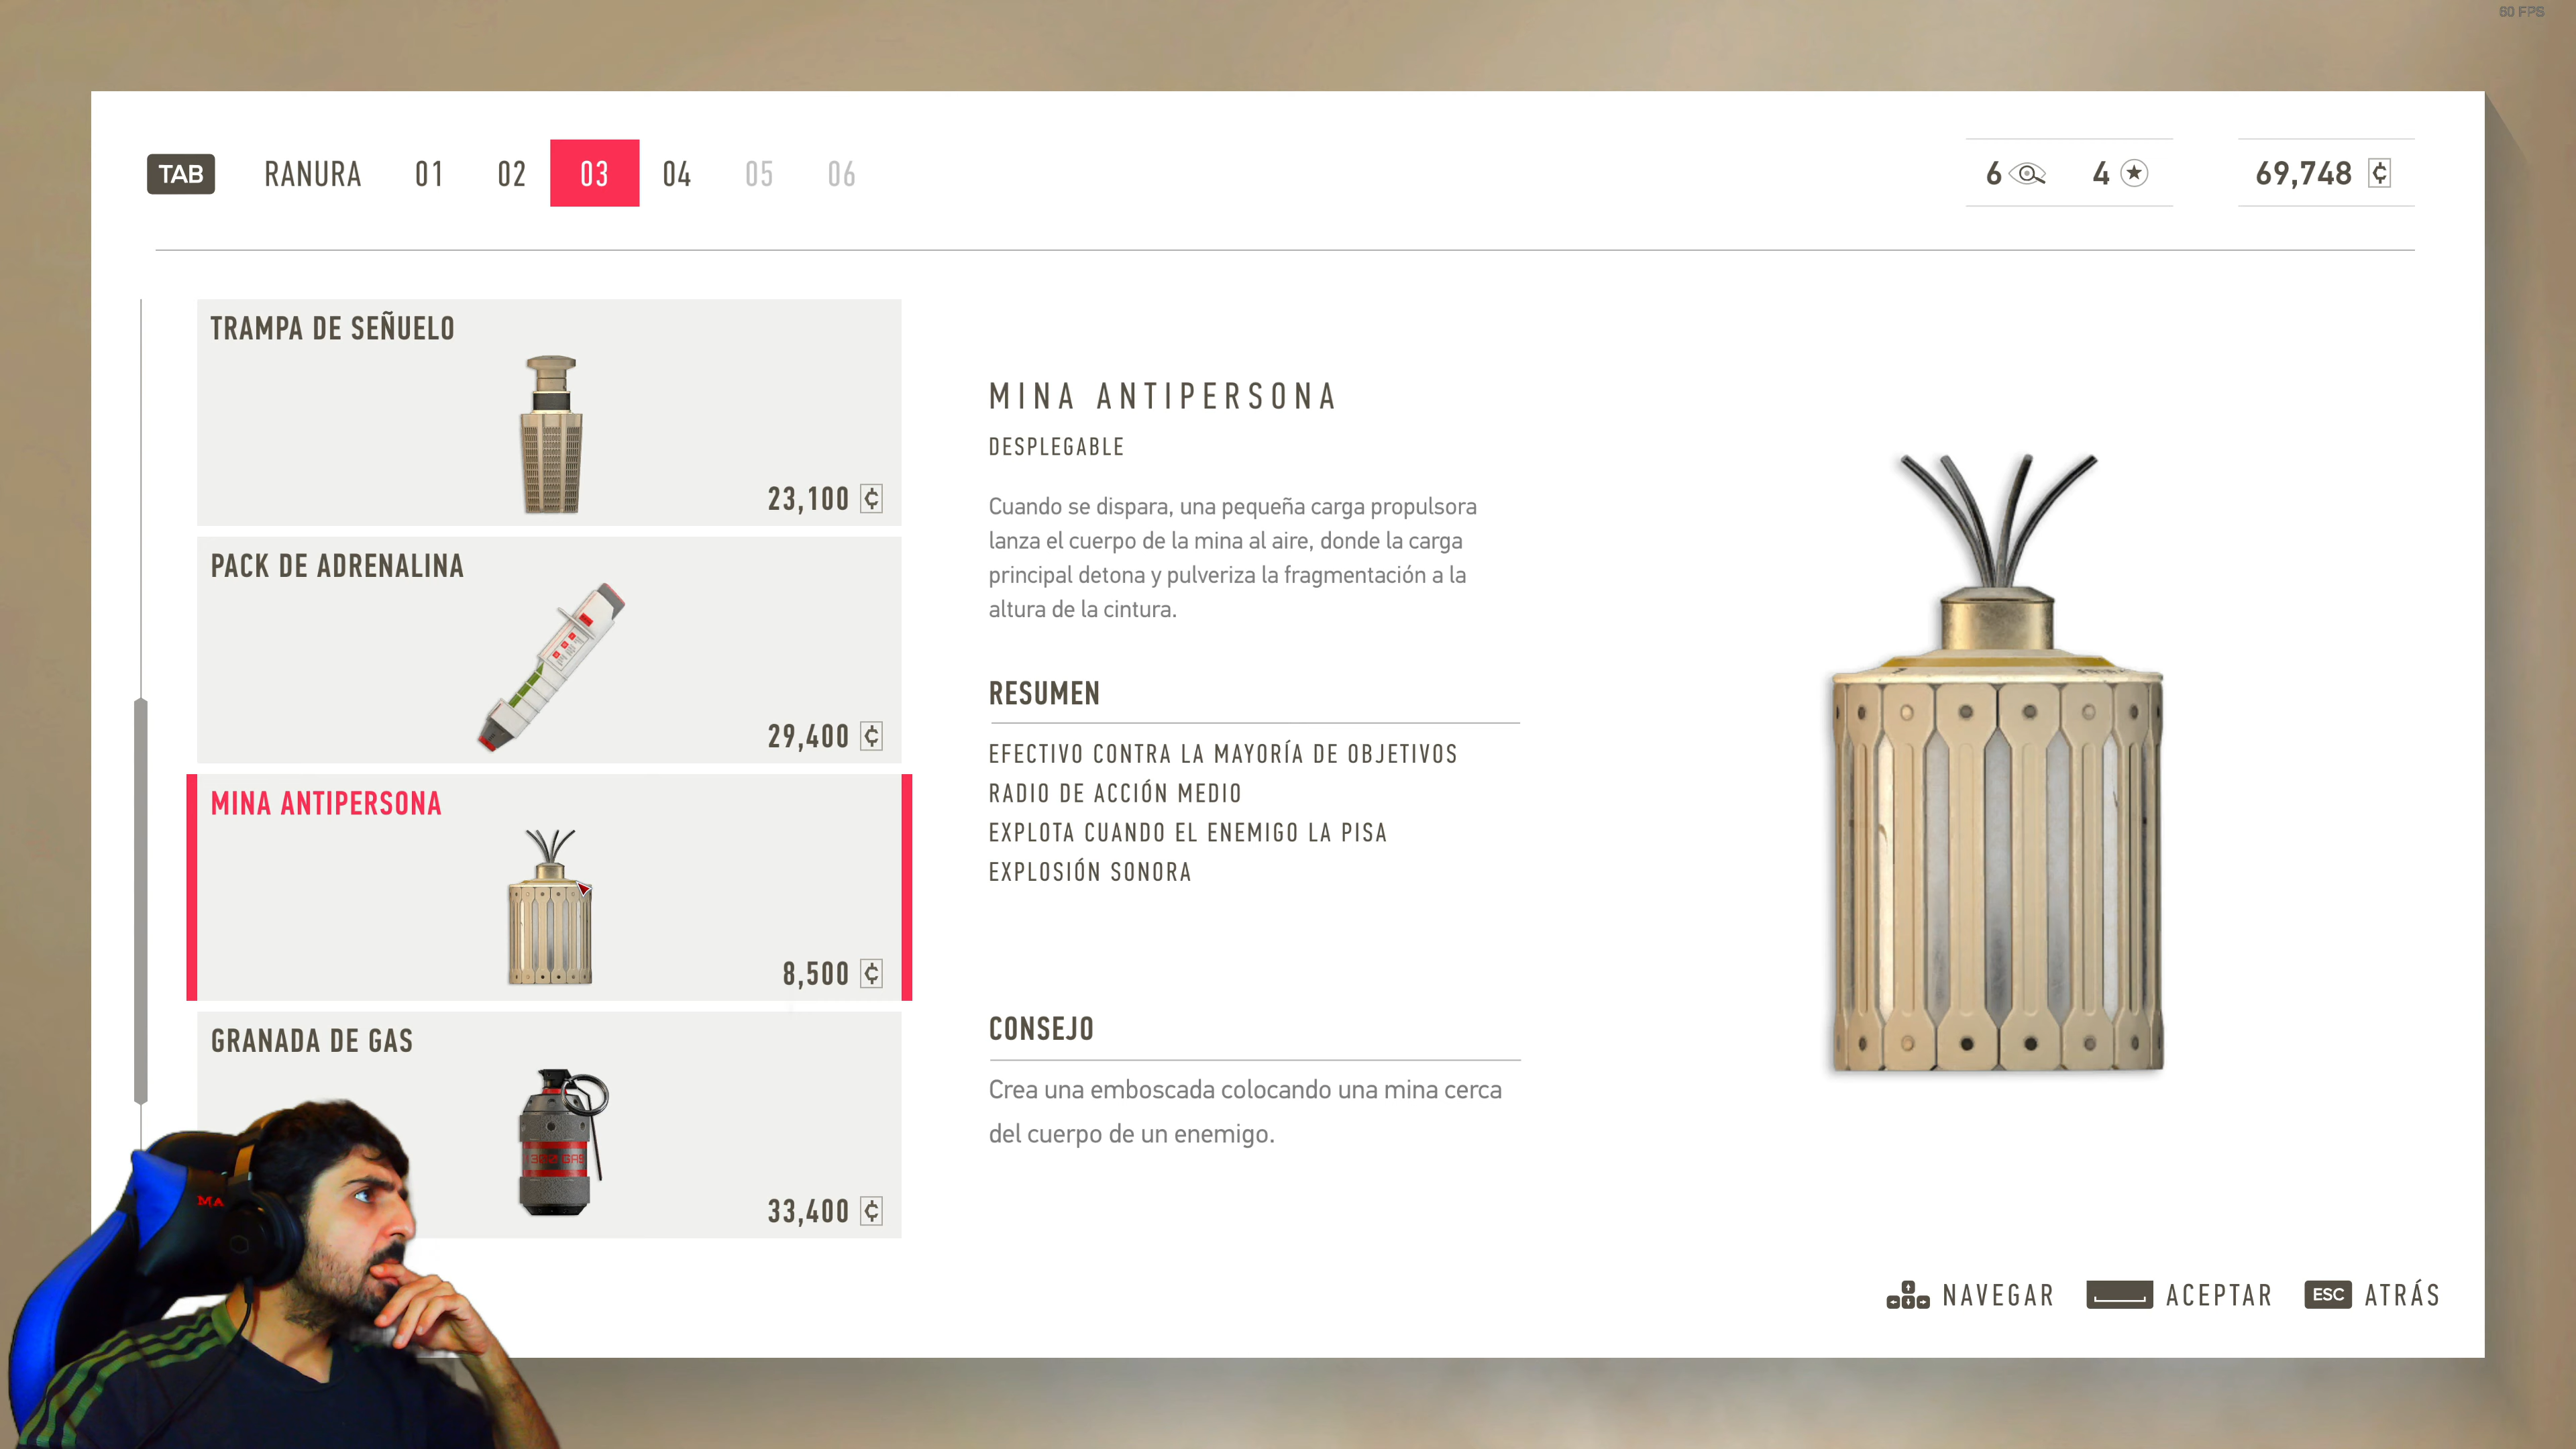 60 FPS
TAB RANURA 01 02 03 04 05 06
6 4 69,748
TRAMPA DE SEÑUELO
23,100
PACK DE ADRENALINA
29,400
MINA ANTIPERSONA
8,500
GRANADA DE GAS
33,400
MINA ANTIPERSONA
DESPLEGABLE
Cuando se dispara, una pequeña carga propulsora
lanza el cuerpo de la mina al aire, donde la carga
principal detona y pulveriza la fragmentación a la
altura de la cintura.
RESUMEN
EFECTIVO CONTRA LA MAYORÍA DE OBJETIVOS
RADIO DE ACCIÓN MEDIO
EXPLOTA CUANDO EL ENEMIGO LA PISA
EXPLOSIÓN SONORA
CONSEJO
Crea una emboscada colocando una mina cerca
del cuerpo de un enemigo.
MA
NAVEGAR ACEPTAR ESC ATRÁS